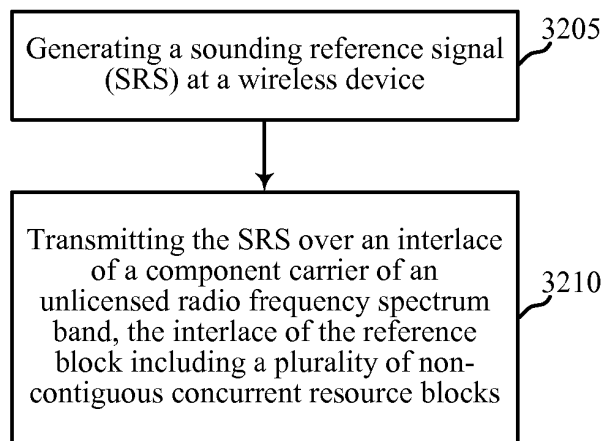 3205
Generating a sounding reference signal
(SRS) at a wireless device
3210
Transmitting the SRS over an interlace
of a component carrier of an
unlicensed radio frequency spectrum
band, the interlace of the reference
block including a plurality of non-
contiguous concurrent resource blocks